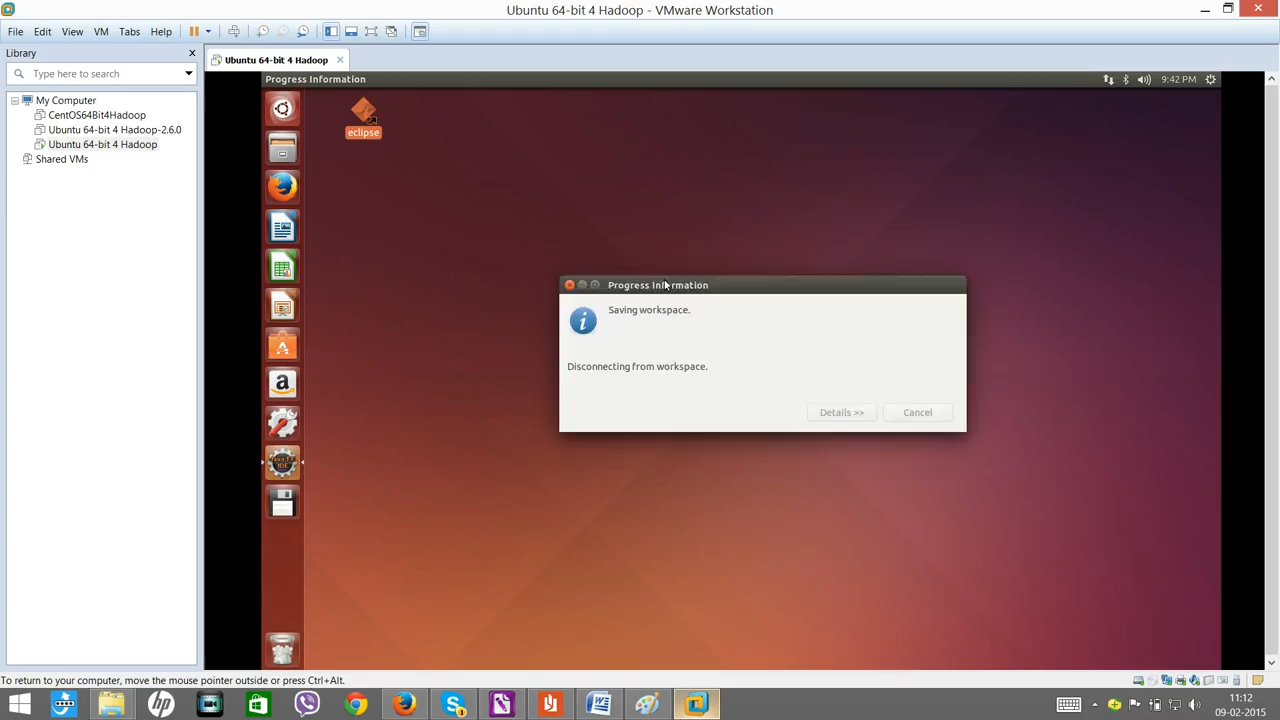 Ubuntu 64-bit 4 Hadoop - VMware Workstation
File Edit View VM Tabs Help
Library
Type here to search
My Computer
CentOS64Bit4Hadoop
Ubuntu 64-bit 4 Hadoop-2.6.0
Ubuntu 64-bit 4 Hadoop
Shared VMs
Ubuntu 64-bit 4 Hadoop
Progress Information
9:42 PM
eclipse
Progress Information
Saving workspace.
Disconnecting from workspace.
Details >>
Cancel
To return to your computer, move the mouse pointer outside or press Ctrl+Alt.
11:12
09-02-2015